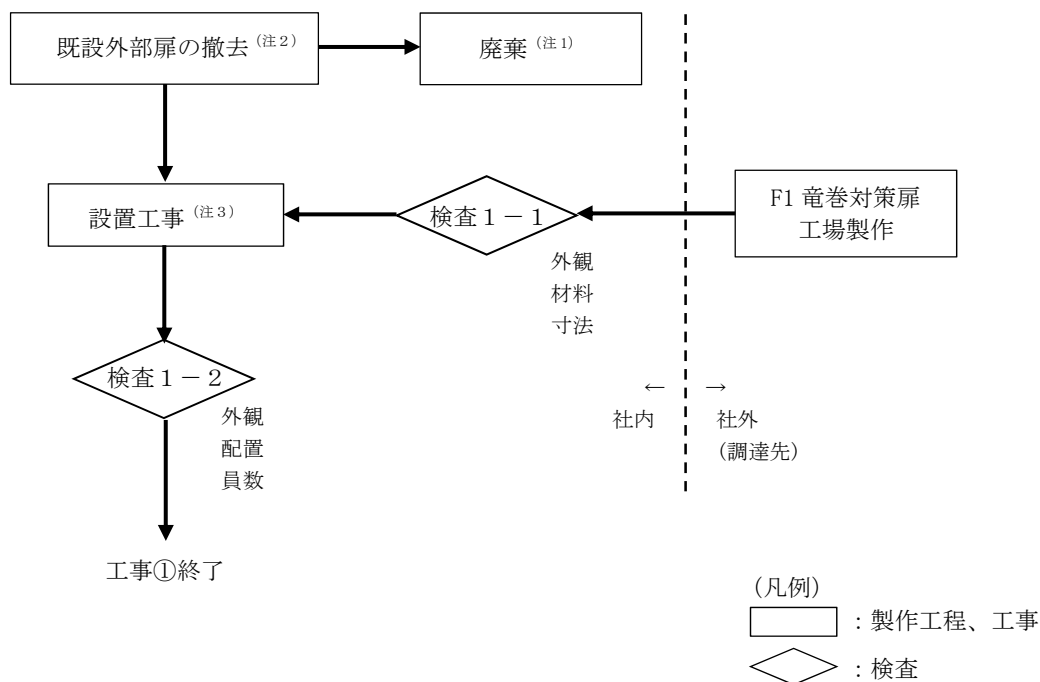 既設外部扉の撤去(注2)
廃棄(注1)
設置工事(注3)
検査1-1
F1竜巻対策扉
工場製作
外観
材料
寸法
検査1-2
外観
配置
員数
← →
社内 社外
(調達先)
工事①終了
(凡例)
:製作工程、工事
:検査